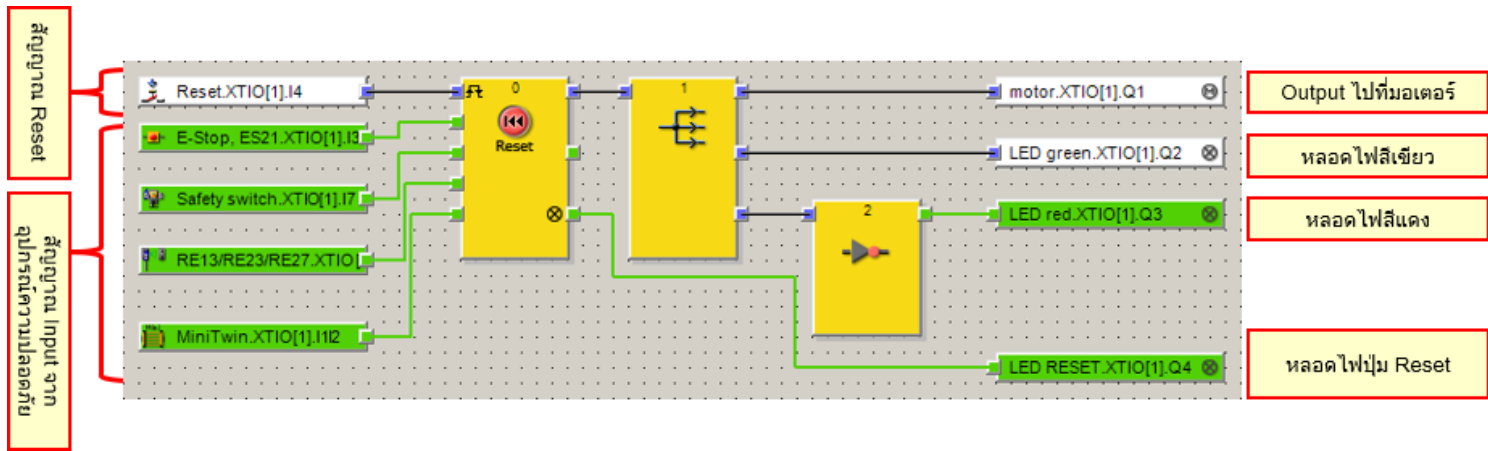 สัญญาณ Reset
สัญญาณ Input จาก
อุปกรณ์ความปลอดภัย
Reset.XTIO[1].I4
E-Stop, ES21.XTIO[1].I3
Safety switch.XTIO[1].I7
RE13/RE23/RE27.XTIO[
MiniTwin.XTIO[1].I1I2
0
Reset
1
2
motor.XTIO[1].Q1
LED green.XTIO[1].Q2
LED red.XTIO[1].Q3
LED RESET.XTIO[1].Q4
Output ไปที่มอเตอร์
หลอดไฟสีเขียว
หลอดไฟสีแดง
หลอดไฟปุ่ม Reset